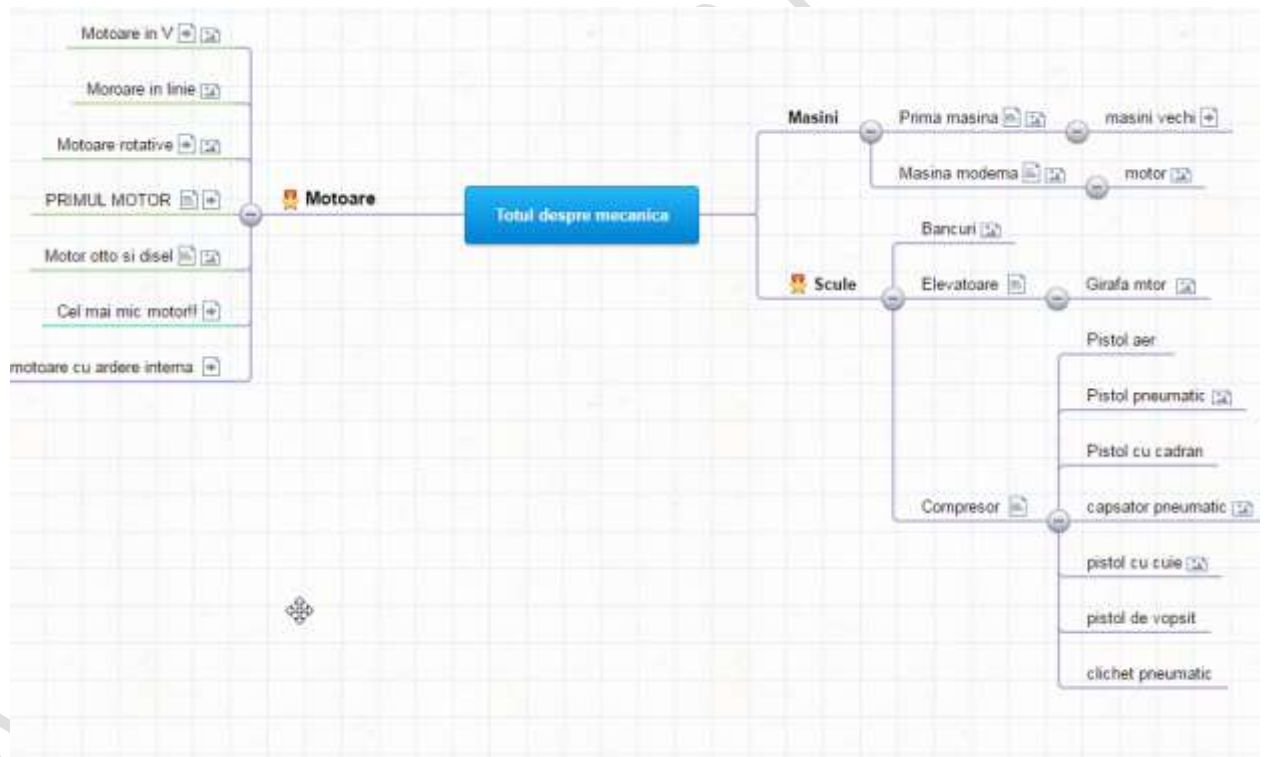 Motoare in V
Moroare in linie
Motoare rotative
PRIMUL MOTOR
Motor otto si disel
Cel mai mic motor!!
motoare cu ardere interna
Motoare
Totul despre mecanica
Masini
Prima masina
masini vechi
Masina moderna
motor
Scule
Bancuri
Elevatoare
Girafa mtor
Compresor
Pistol aer
Pistol pneumatic
Pistol cu cadran
capsator pneumatic
pistol cu cuie
pistol de vopsit
clichet pneumatic